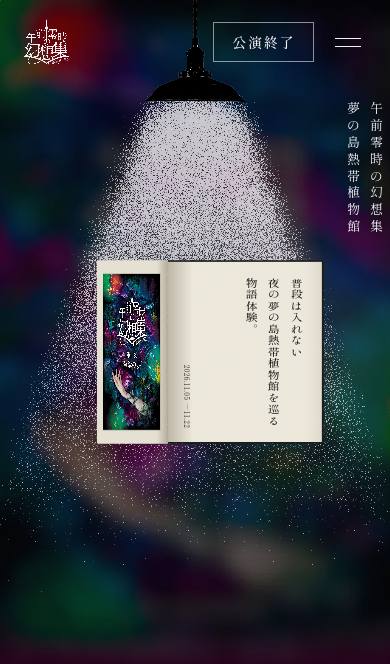 午前零時の幻想集
公演終了
午前零時の幻想集
夢の島熱帯植物館
普段は入れない
夜の夢の島熱帯植物館を巡る
物語体験。
2026.11.05 — 11.22